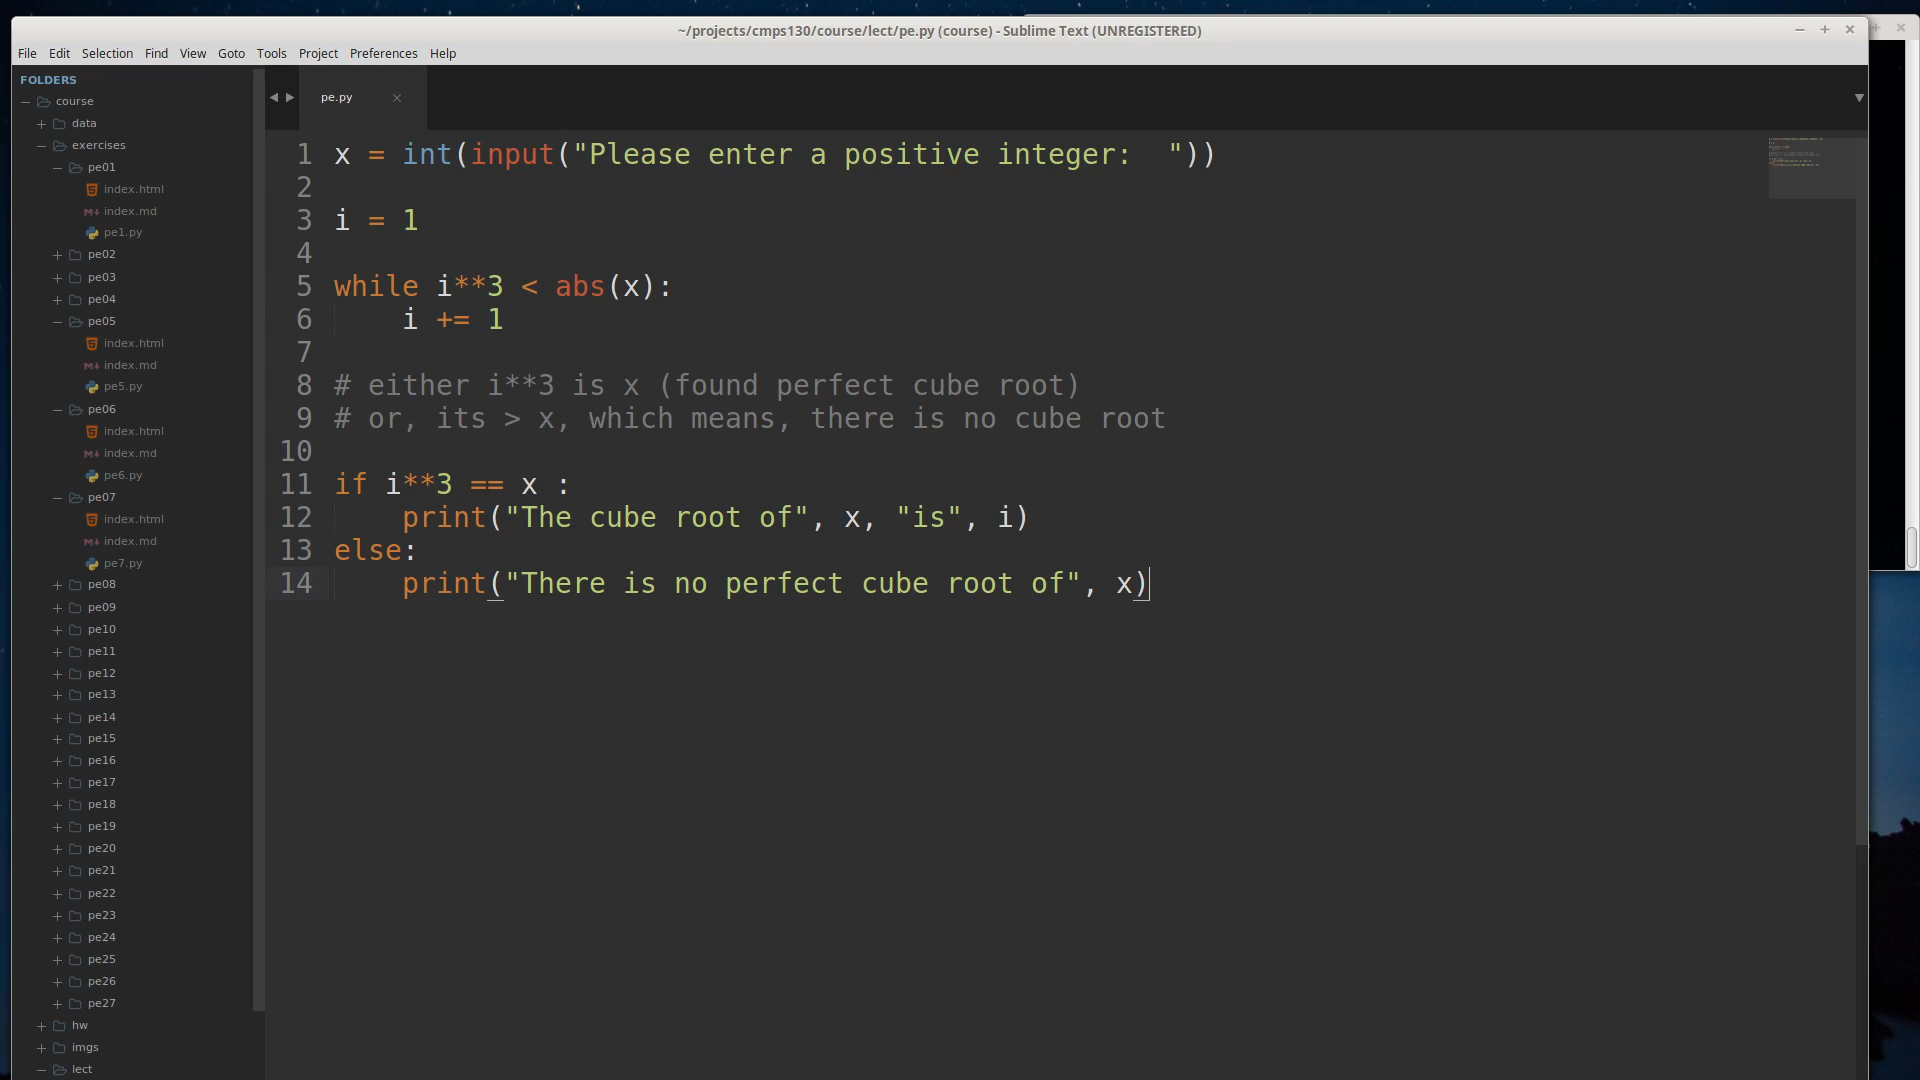 ~/projects/cmps130/course/lect/pe.py (course) - Sublime Text (UNREGISTERED)
File Edit Selection Find View Goto Tools Project Preferences Help
FOLDERS
course
data
exercises
pe01
index.html
index.md
pe1.py
pe02
pe03
pe04
pe05
index.html
index.md
pe5.py
pe06
index.html
index.md
pe6.py
pe07
index.html
index.md
pe7.py
pe08
pe09
pe10
pe11
pe12
pe13
pe14
pe15
pe16
pe17
pe18
pe19
pe20
pe21
pe22
pe23
pe24
pe25
pe26
pe27
hw
imgs
lect
pe.py
1 x = int(input("Please enter a positive integer:  "))
2
3 i = 1
4
5 while i**3 < abs(x):
6     i += 1
7
8 # either i**3 is x (found perfect cube root)
9 # or, its > x, which means, there is no cube root
10
11 if i**3 == x :
12     print("The cube root of", x, "is", i)
13 else:
14     print("There is no perfect cube root of", x)